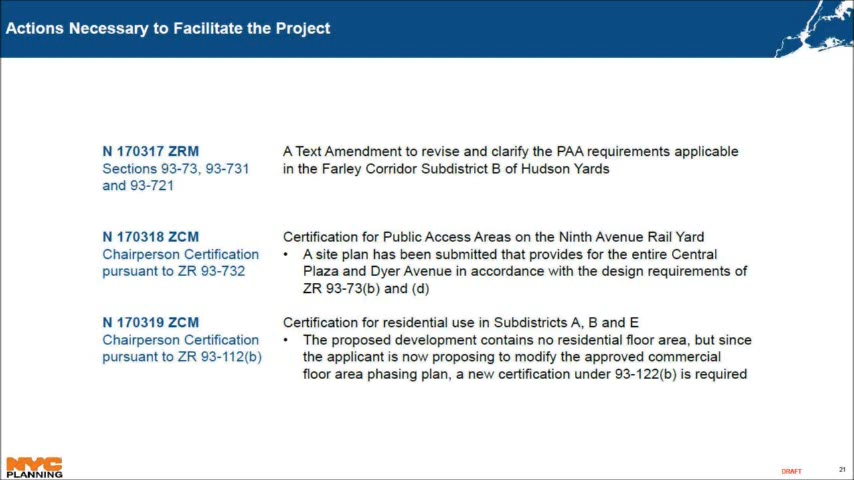 Actions Necessary to Facilitate the Project
N 170317 ZRM
Sections 93-73, 93-731
and 93-721
A Text Amendment to revise and clarify the PAA requirements applicable
in the Farley Corridor Subdistrict B of Hudson Yards
N 170318 ZCM
Chairperson Certification
pursuant to ZR 93-732
Certification for Public Access Areas on the Ninth Avenue Rail Yard
• A site plan has been submitted that provides for the entire Central
Plaza and Dyer Avenue in accordance with the design requirements of
ZR 93-73(b) and (d)
N 170319 ZCM
Chairperson Certification
pursuant to ZR 93-112(b)
Certification for residential use in Subdistricts A, B and E
• The proposed development contains no residential floor area, but since
the applicant is now proposing to modify the approved commercial
floor area phasing plan, a new certification under 93-122(b) is required
NYC
PLANNING
DRAFT
21